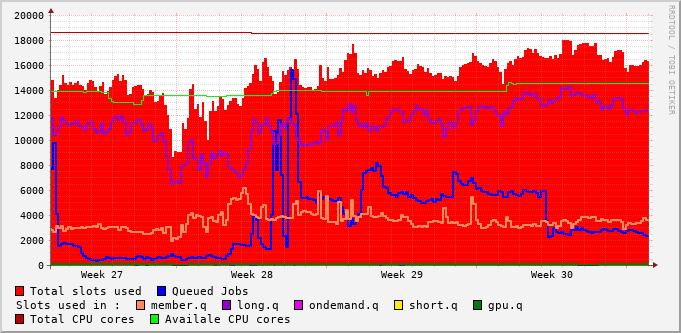 20000
18000
16000
14000
12000
10000
8000
6000
4000
2000
0
Week 27 Week 28 Week 29 Week 30
Total slots used Queued Jobs
Slots used in : member.q long.q ondemand.q short.q gpu.q
Total CPU cores Availale CPU cores
RRDTOOL / TOBI OETIKER